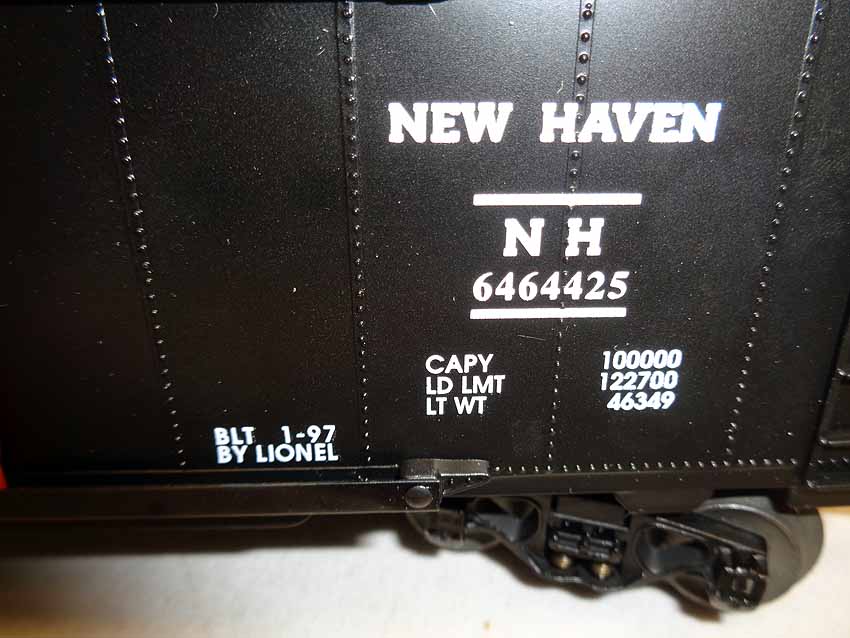 NEW HAVEN
N H
6464425
CAPY 100000
LD LMT 122700
LT WT 46349
BLT 1-97
BY LIONEL